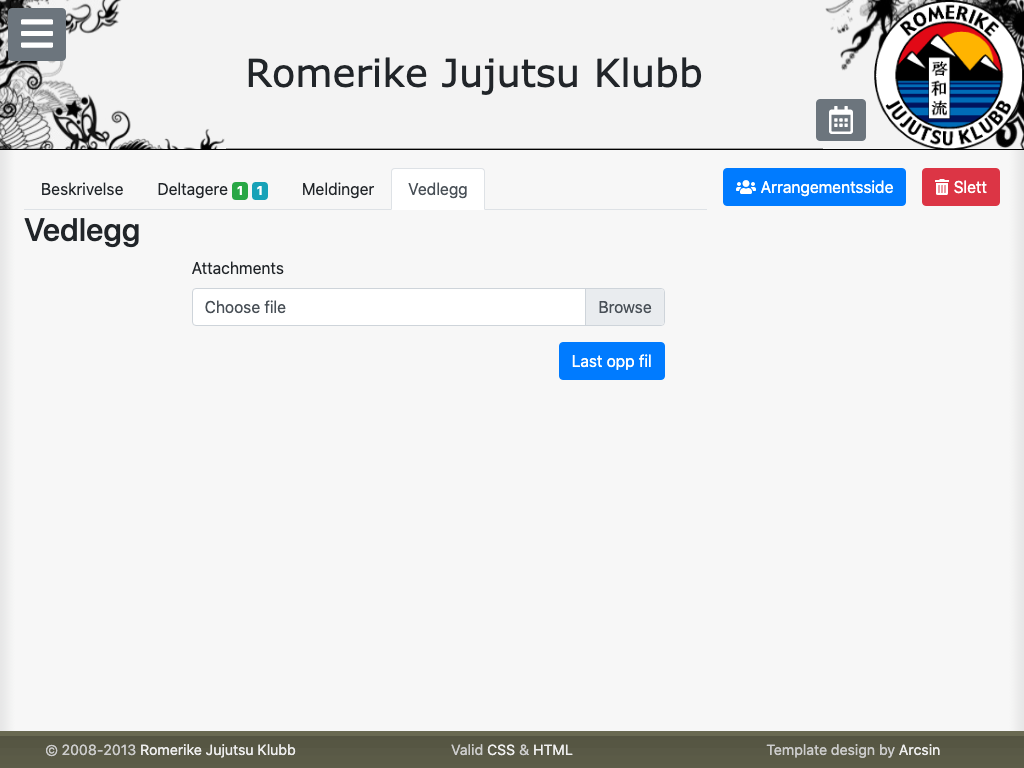 Romerike Jujutsu Klubb
ROMERIKE
啓和流
JUJUTSU KLUBB
Beskrivelse Deltagere 1 1 Meldinger Vedlegg Arrangementsside Slett
Vedlegg
Attachments
Choose file Browse
Last opp fil
© 2008-2013 Romerike Jujutsu Klubb Valid CSS & HTML Template design by Arcsin